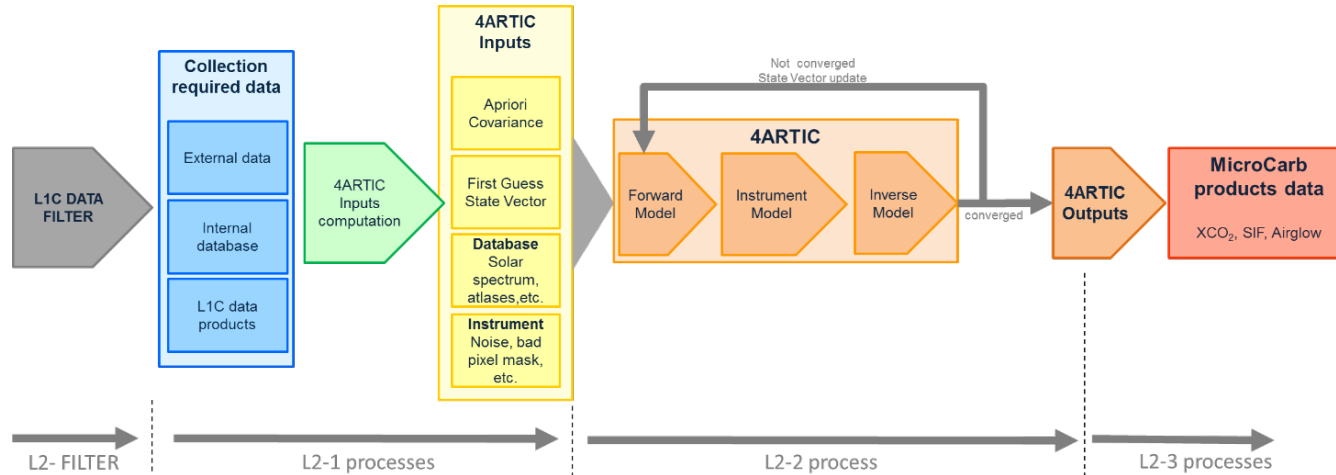 L1C DATA
FILTER
Collection
required data
External data
Internal
database
L1C data
products
4ARTIC
Inputs
computation
4ARTIC
Inputs
Apriori
Covariance
First Guess
State Vector
Database
Solar
spectrum,
atlases,etc.
Instrument
Noise, bad
pixel mask,
etc.
Not converged
State Vector update
4ARTIC
Forward
Model
Instrument
Model
Inverse
Model
converged
4ARTIC
Outputs
MicroCarb
products data
XCO₂, SIF, Airglow
L2- FILTER
L2-1 processes
L2-2 process
L2-3 processes